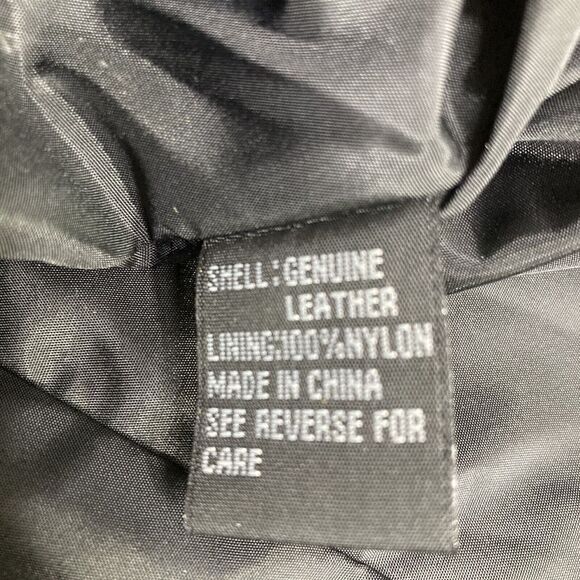 SHELL:GENUINE
LEATHER
LINING:100%NYLON
MADE IN CHINA
SEE REVERSE FOR
CARE